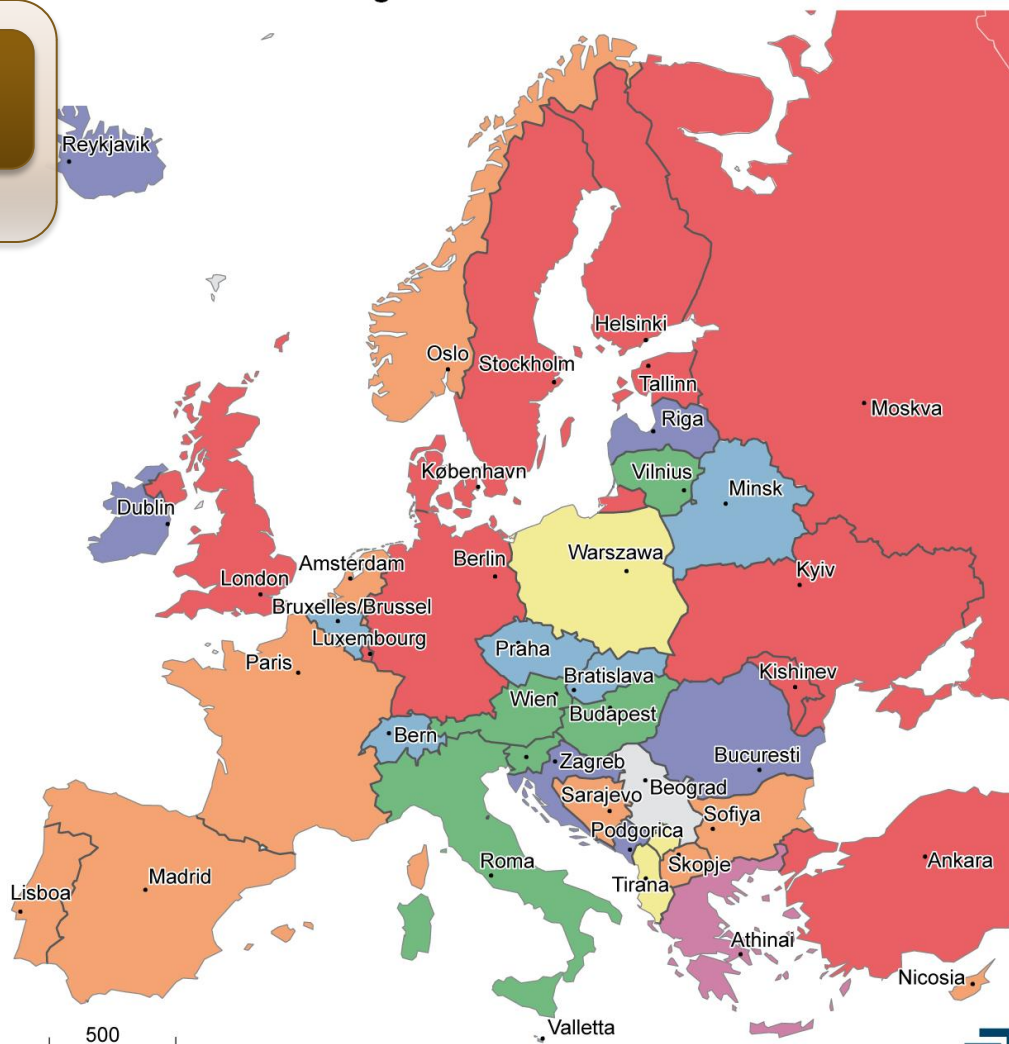 Reykjavik
Oslo
Stockholm
Helsinki
Tallinn
Moskva
Riga
København
Vilnius
Minsk
Dublin
Amsterdam
Berlin
Warszawa
London
Kyiv
Bruxelles/Brussel
Luxembourg
Paris
Praha
Bratislava
Kishinev
Wien
Budapest
Bern
Zagreb
Bucuresti
Sarajevo
Beograd
Sofiya
Podgorica
Roma
Skopje
Ankara
Madrid
Tirana
Lisboa
Athinai
Nicosia
Valletta
500